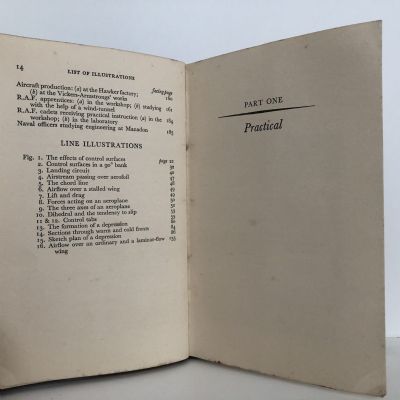 14
LIST OF ILLUSTRATIONS
facing page
Aircraft production: (a) at the Hawker factory;
(b) at the Vickers-Armstrongs' works 160
R.A.F. apprentices: (a) in the workshop; (b) studying
with the help of a wind-tunnel
R.A.F. cadets receiving practical instruction (a) in the 184
workshop; (b) in the laboratory
Naval officers studying engineering at Manadon 185
LINE ILLUSTRATIONS
Fig. 1. The effects of control surfaces page 22
2. Control surfaces in a 90° bank
3. Landing circuit
4. Airstream passing over aerofoil
5. The chord line
6. Airflow over a stalled wing
7. Lift and drag
8. Forces acting on an aeroplane
9. The three axes of an aeroplane
10. Dihedral and the tendency to slip
11 & 12. Control tabs
13. The formation of a depression
14. Sections through warm and cold fronts
15. Sketch plan of a depression
16. Airflow over an ordinary and a laminar-flow 135
wing
PART ONE
Practical